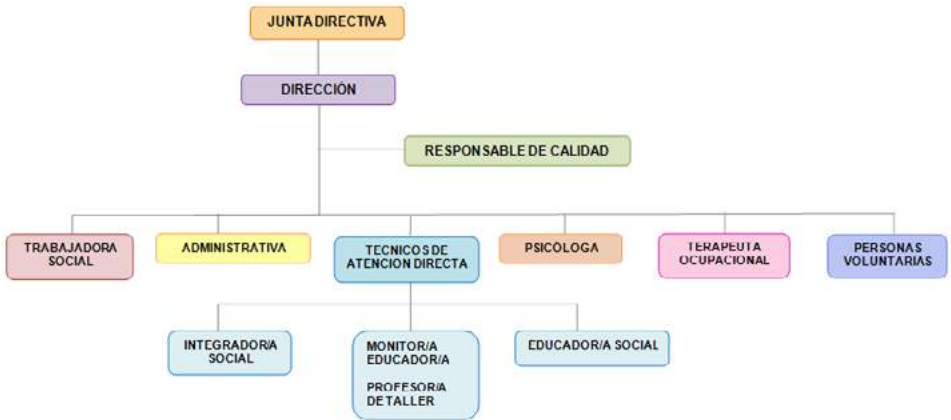 JUNTA DIRECTIVA
DIRECCIÓN
RESPONSABLE DE CALIDAD
TRABAJADORA
SOCIAL
ADMINISTRATIVA
TECNICOS DE
ATENCION DIRECTA
PSICÓLOGA
TERAPEUTA
OCUPACIONAL
PERSONAS
VOLUNTARIAS
INTEGRADOR/A
SOCIAL
MONITOR/A
EDUCADOR/A
PROFESOR/A
DE TALLER
EDUCADOR/A SOCIAL